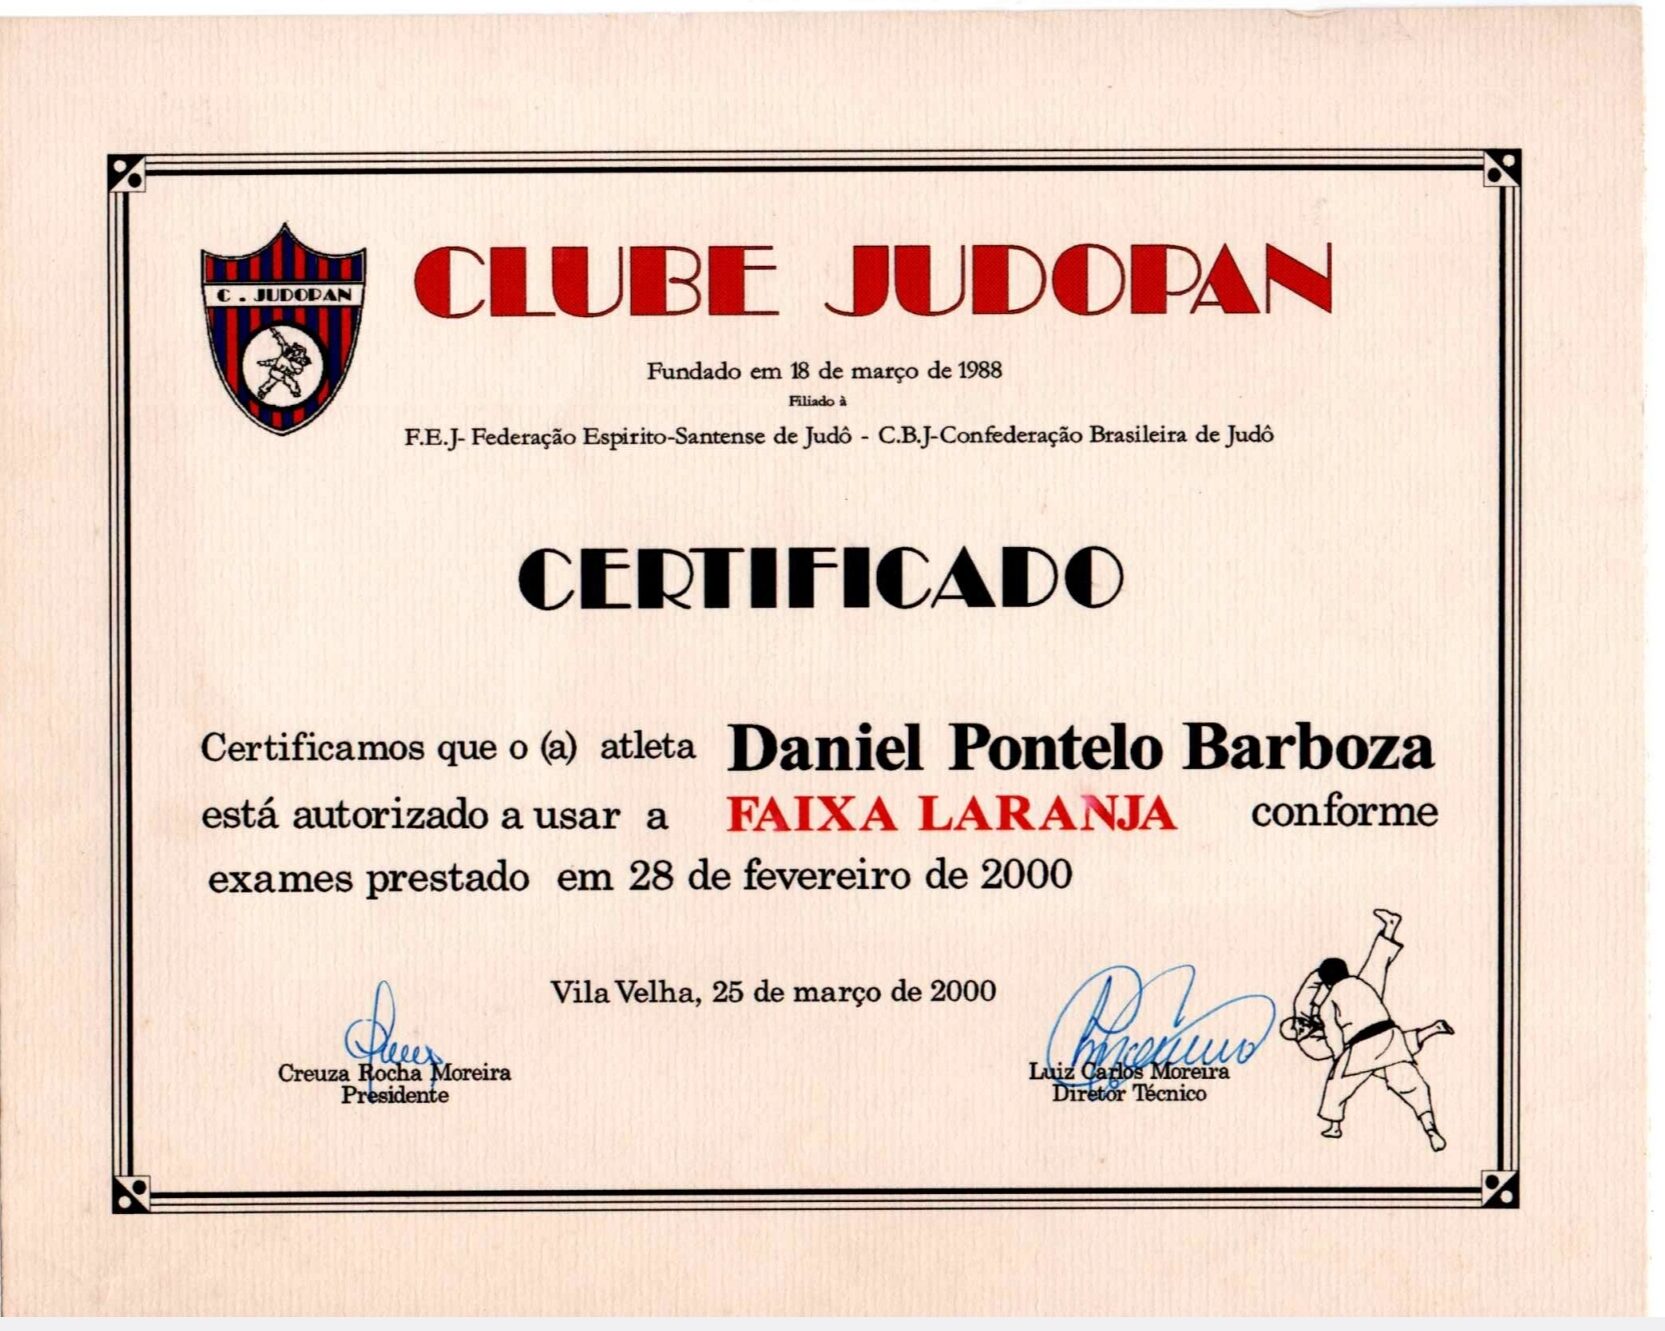 C . JUDOPAN
CLUBE JUDOPAN
Fundado em 18 de março de 1988
Filiado à
F.E.J- Federação Espirito-Santense de Judô - C.B.J-Confederação Brasileira de Judô
CERTIFICADO
Certificamos que o (a) atleta Daniel Pontelo Barboza
está autorizado a usar a FAIXA LARANJA conforme
exames prestado em 28 de fevereiro de 2000
Vila Velha, 25 de março de 2000
Creuza Rocha Moreira
Presidente
Luiz Carlos Moreira
Diretor Técnico